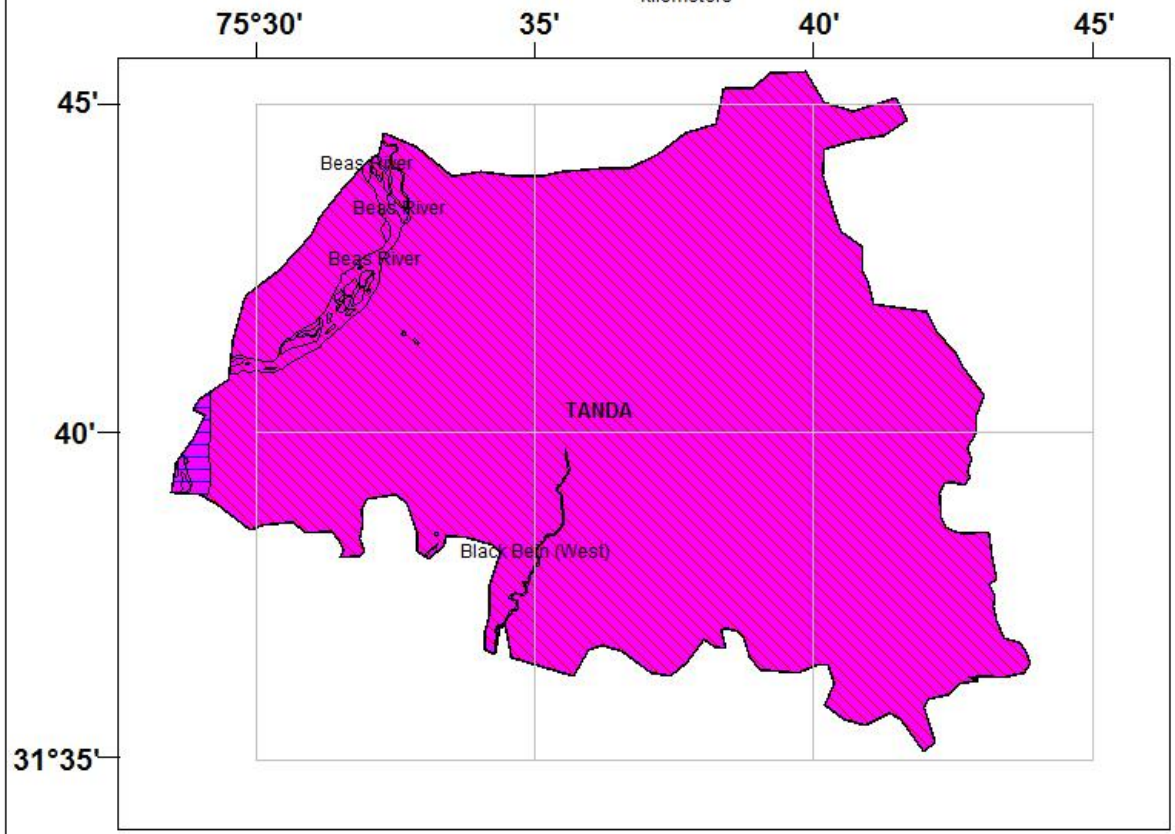 75°30' 35' 40' 45'
45'
Beas River
Beas River
Beas River
TANDA
40'
Black Bein (West)
31°35'